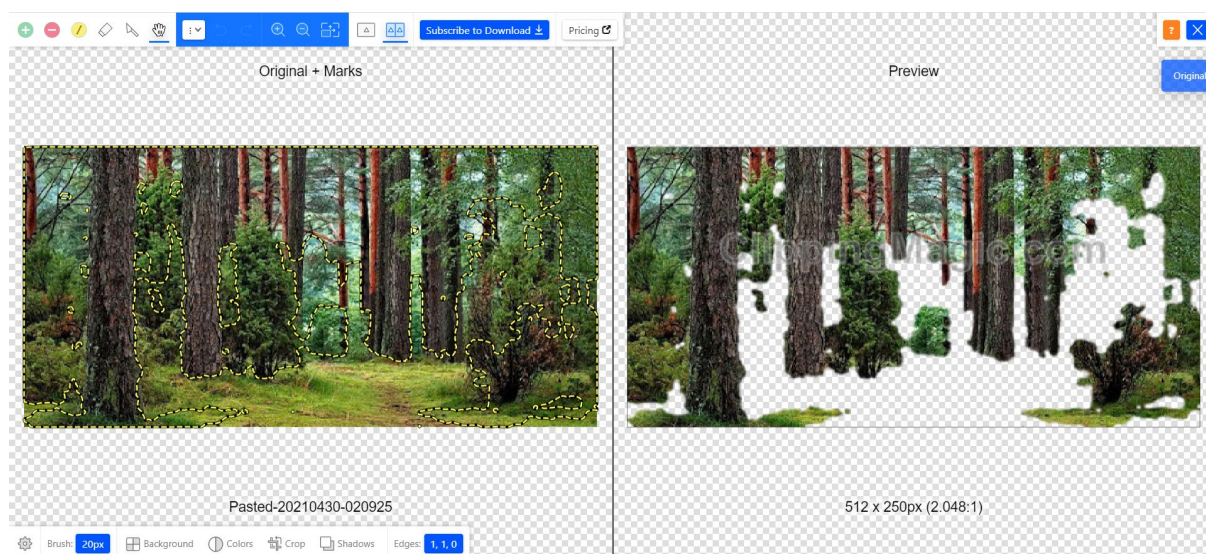 Subscribe to Download
Pricing
?
Original + Marks
Preview
Original
ClippingMagic.com
Pasted-20210430-020925
512 x 250px (2.048:1)
Brush: 20px Background Colors Crop Shadows Edges: 1, 1, 0